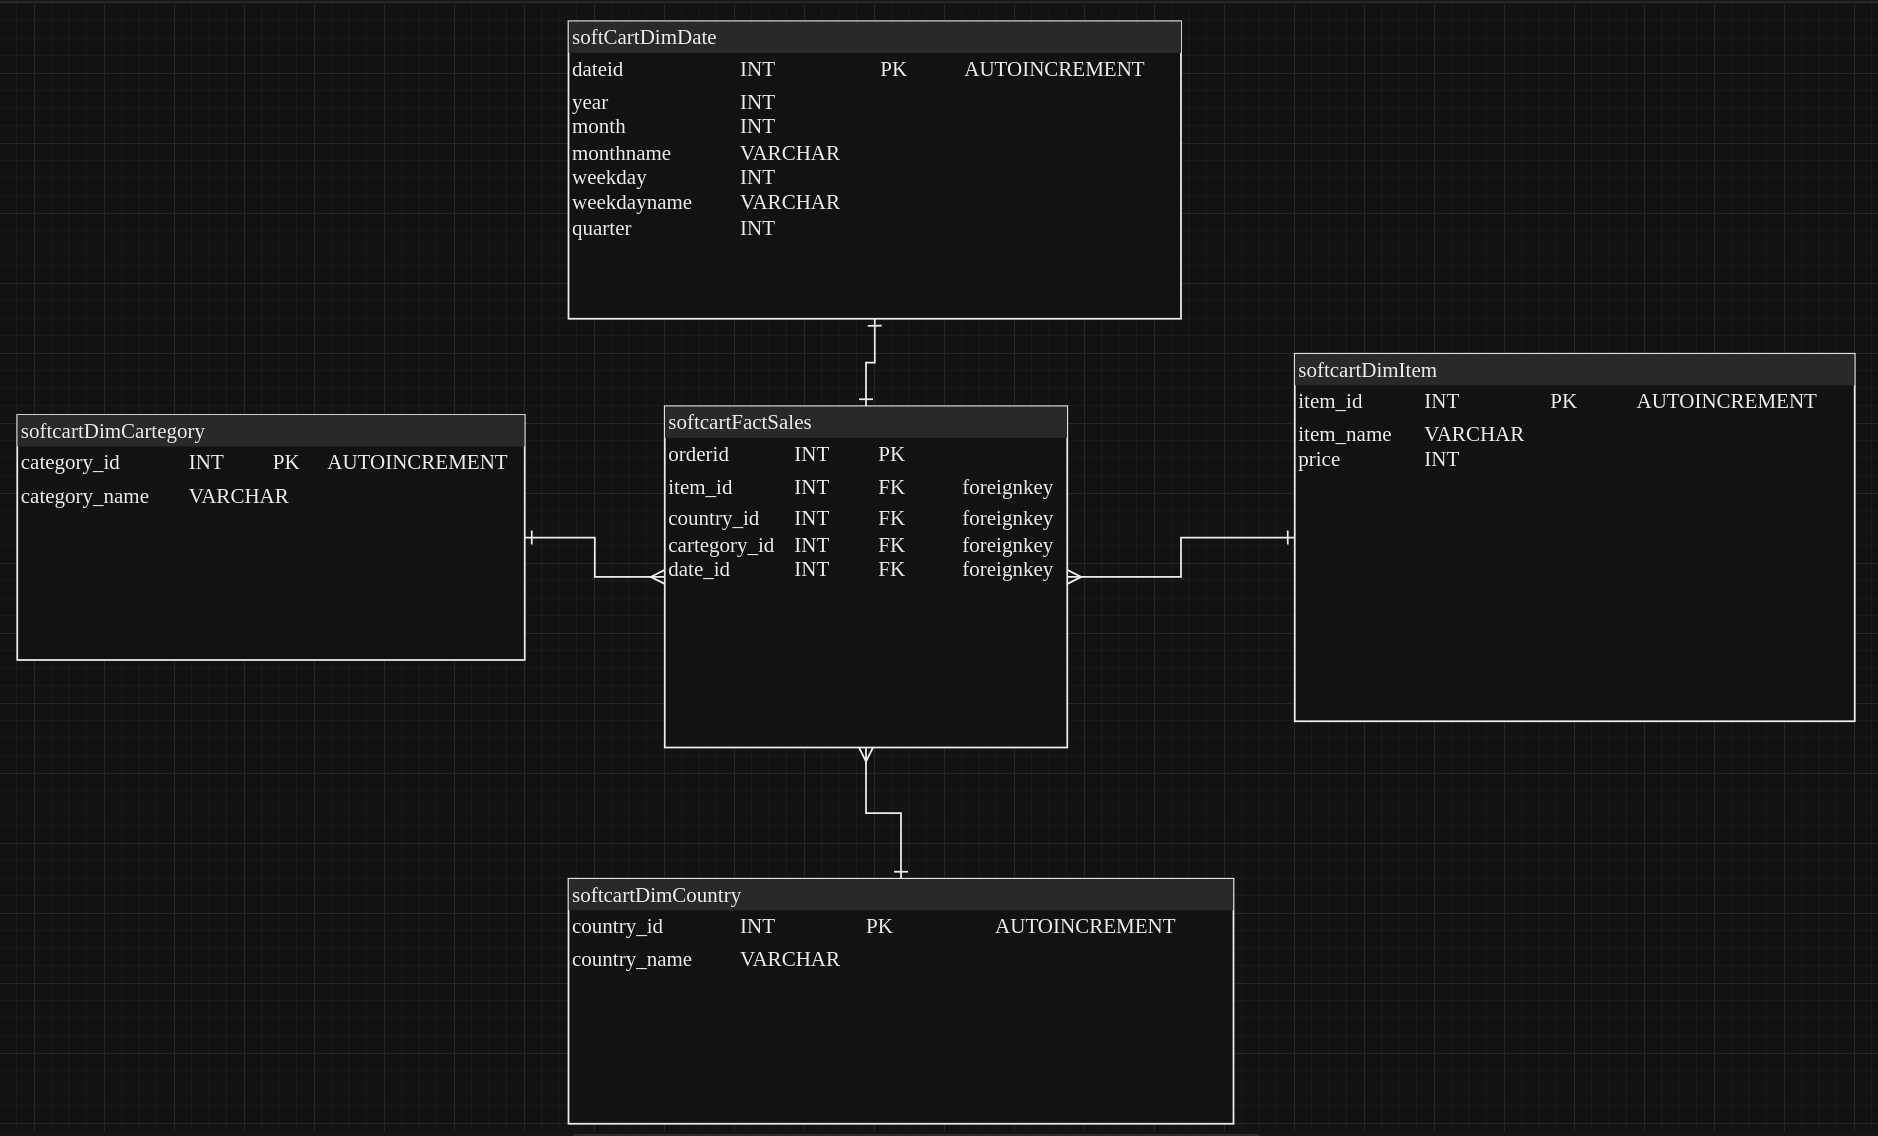 softCartDimDate
dateid INT PK AUTOINCREMENT
year INT
month INT
monthname VARCHAR
weekday INT
weekdayname VARCHAR
quarter INT
softcartDimCartegory
category_id INT PK AUTOINCREMENT
category_name VARCHAR
softcartFactSales
orderid INT PK
item_id INT FK foreignkey
country_id INT FK foreignkey
cartegory_id INT FK foreignkey
date_id INT FK foreignkey
softcartDimItem
item_id INT PK AUTOINCREMENT
item_name VARCHAR
price INT
softcartDimCountry
country_id INT PK AUTOINCREMENT
country_name VARCHAR